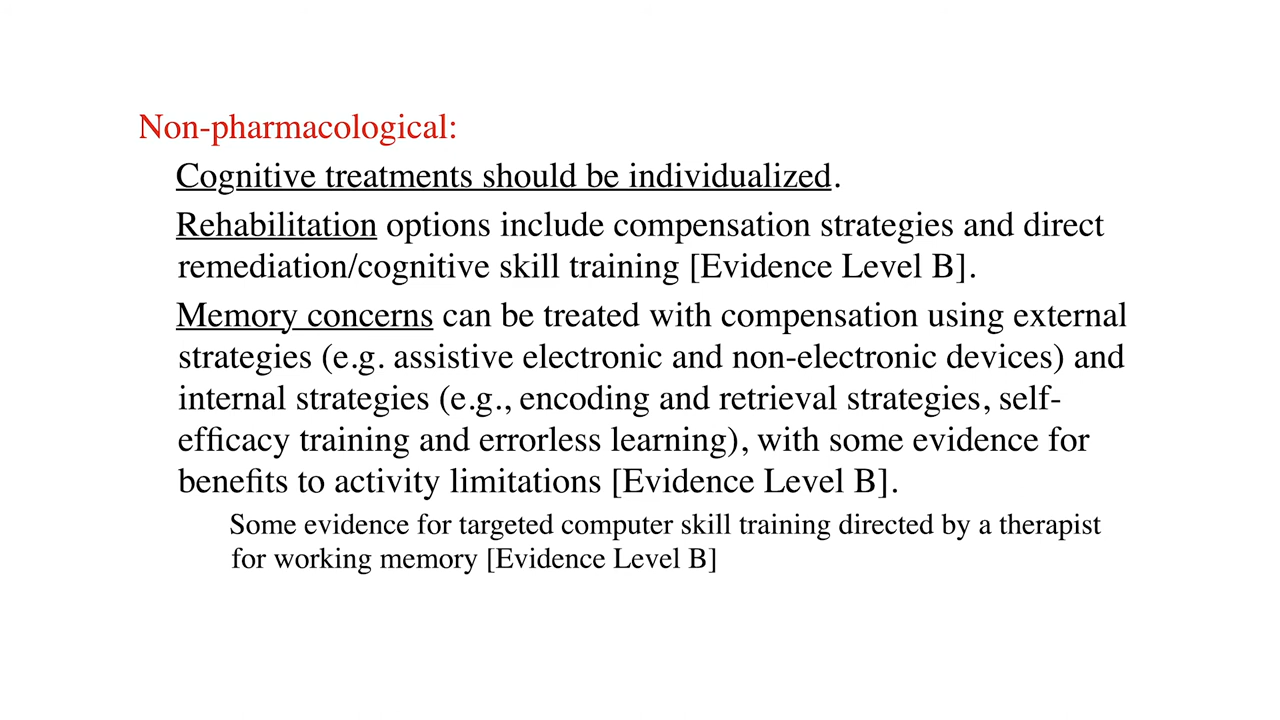 Non-pharmacological:
Cognitive treatments should be individualized.
Rehabilitation options include compensation strategies and direct
remediation/cognitive skill training [Evidence Level B].
Memory concerns can be treated with compensation using external
strategies (e.g. assistive electronic and non-electronic devices) and
internal strategies (e.g., encoding and retrieval strategies, self-
efficacy training and errorless learning), with some evidence for
benefits to activity limitations [Evidence Level B].
Some evidence for targeted computer skill training directed by a therapist
for working memory [Evidence Level B]